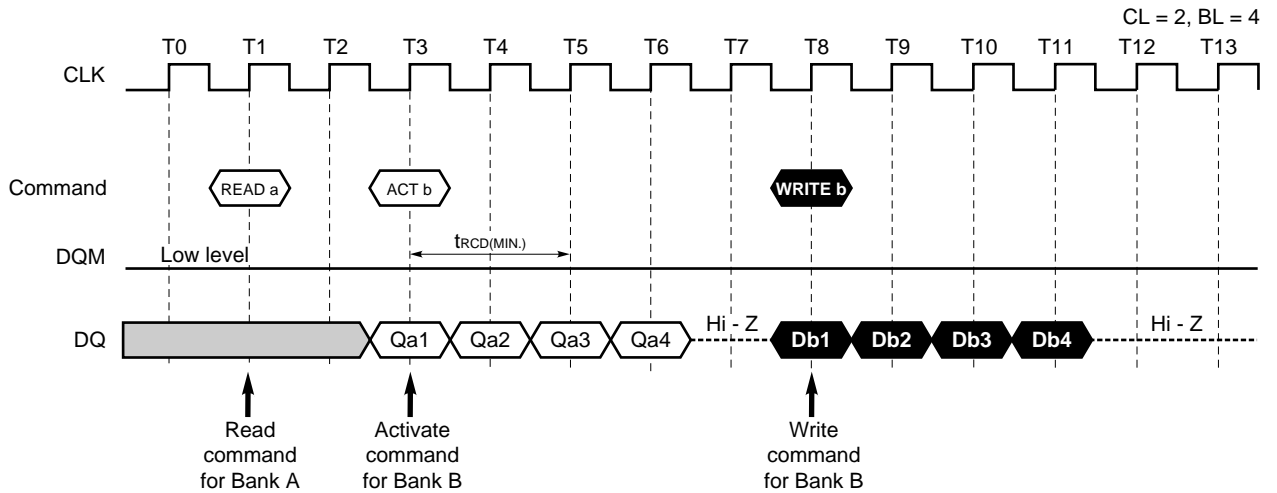 CL = 2, BL = 4
T0 T1 T2 T3 T4 T5 T6 T7 T8 T9 T10 T11 T12 T13
CLK
Command READ a ACT b WRITE b
tRCD(MIN.)
DQM Low level
DQ Qa1 Qa2 Qa3 Qa4 Hi - Z Db1 Db2 Db3 Db4 Hi - Z
Read
command
for Bank A
Activate
command
for Bank B
Write
command
for Bank B